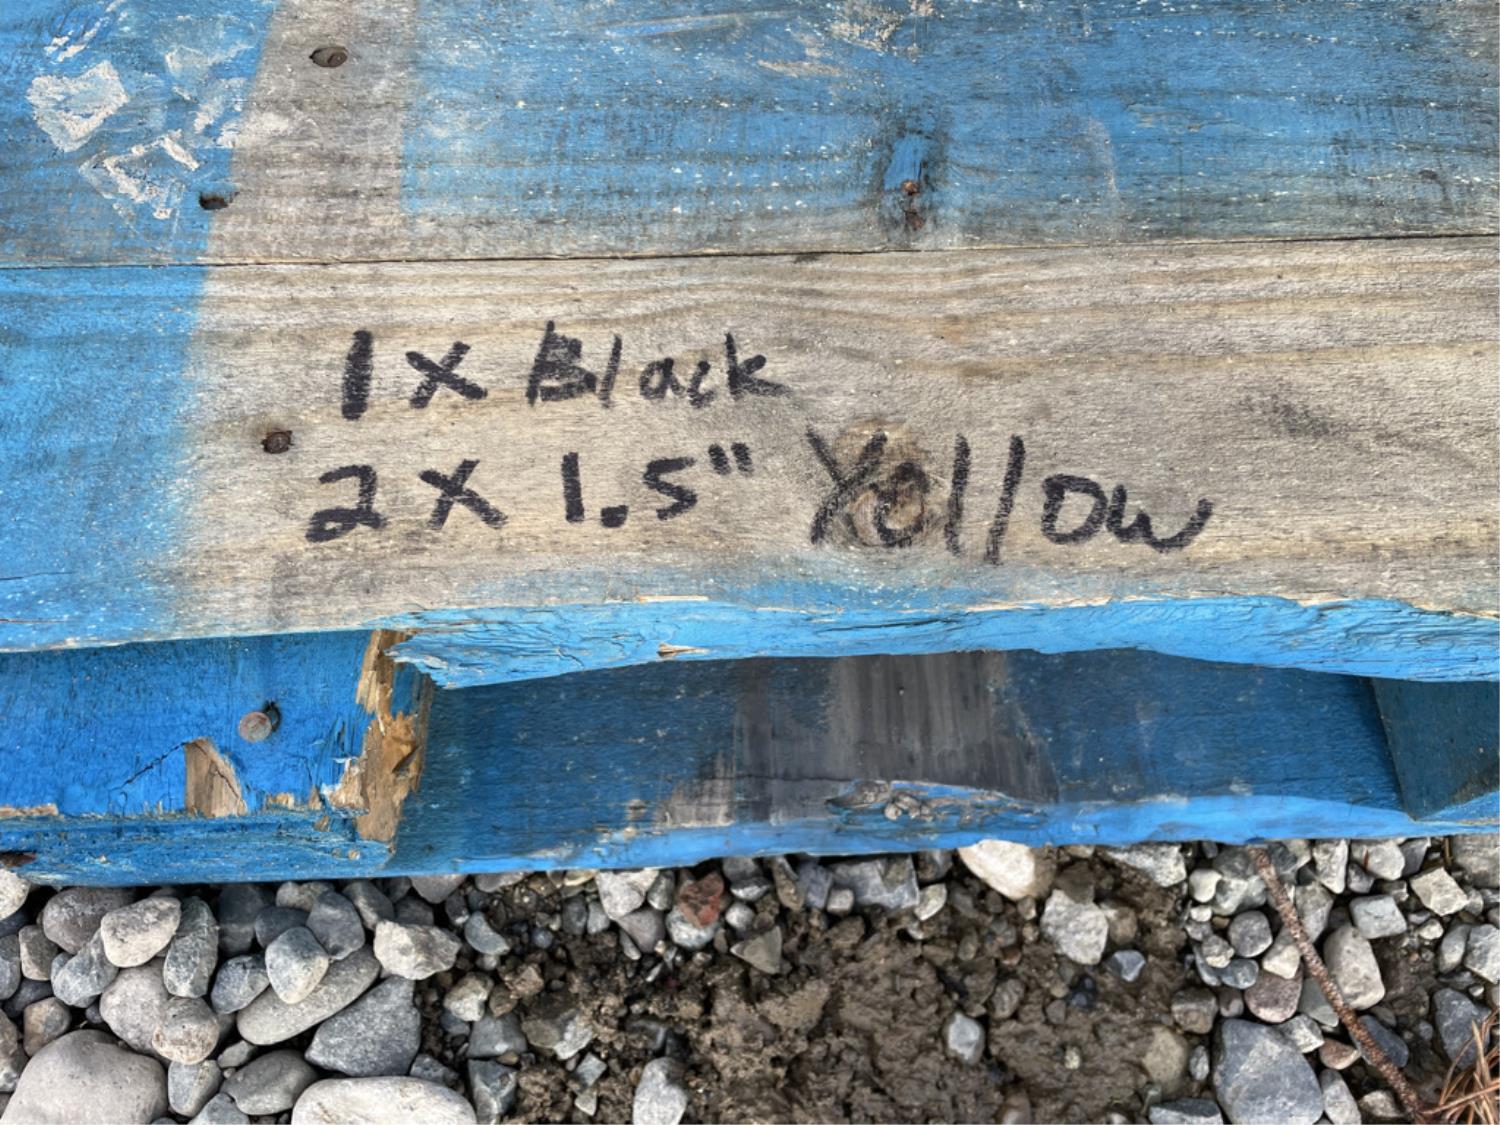 1x Black
2x 1.5" Yellow